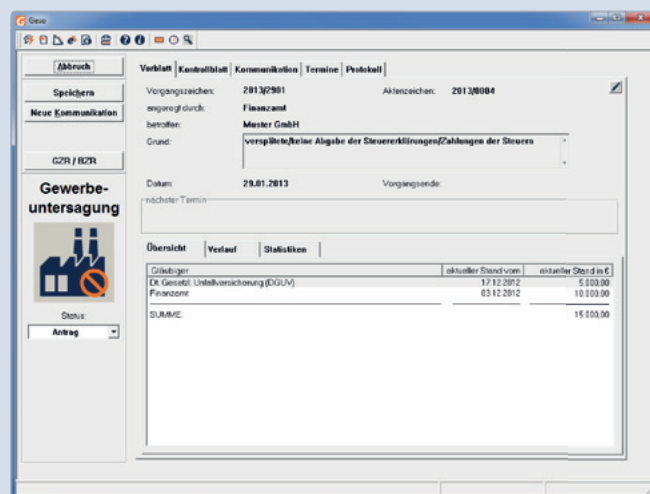 Geso
Abbruch
Speichern
Neue Kommunikation
GZR / BZR
Gewerbe-
untersagung
Status:
Antrag
Vorblatt Kontrollblatt Kommunikation Termine Protokoll
Vorgangszeichen: 2013/2901 Aktenzeichen: 2013/0004
angeregt durch: Finanzamt
betroffen: Muster GmbH
Grund: verspätete/keine Abgabe der Steuererklärungen/Zahlungen der Steuern
Datum: 29.01.2013 Vorgangsende:
nächster Termin
Übersicht Verlauf Statistiken
Gläubiger aktueller Stand vom aktueller Stand in €
Dt. Gesetzl. Unfallversicherung (DGUV) 17.12.2012 5.000,00
Finanzamt 03.12.2012 10.000,00
SUMME: 15.000,00